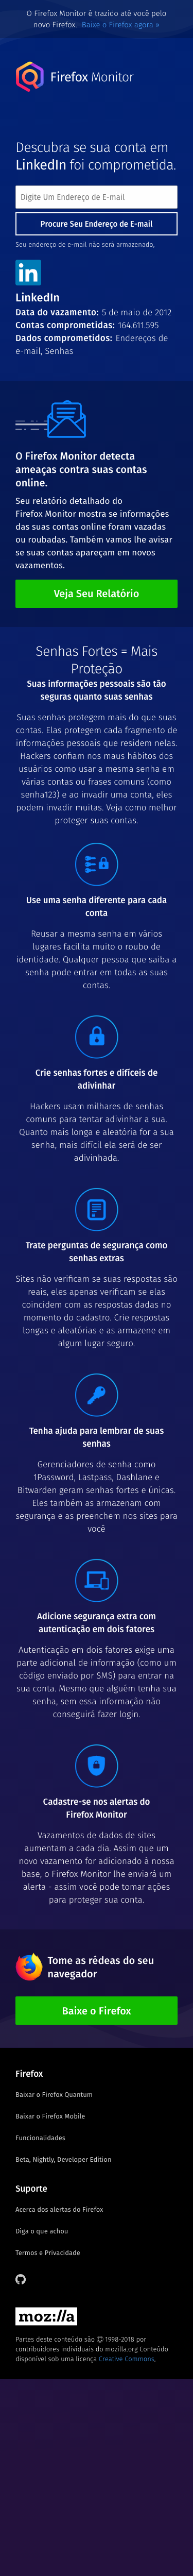 O Firefox Monitor é trazido até você pelo
novo Firefox. Baixe o Firefox agora »
Firefox Monitor
Descubra se sua conta em
LinkedIn foi comprometida.
Digite Um Endereço de E-mail
Procure Seu Endereço de E-mail
Seu endereço de e-mail não será armazenado,
in
LinkedIn
Data do vazamento: 5 de maio de 2012
Contas comprometidas: 164.611.595
Dados comprometidos: Endereços de
e-mail, Senhas
O Firefox Monitor detecta
ameaças contra suas contas
online.
Seu relatório detalhado do
Firefox Monitor mostra se informações
das suas contas online foram vazadas
ou roubadas. Também vamos lhe avisar
se suas contas apareçam em novos
vazamentos.
Veja Seu Relatório
Senhas Fortes = Mais
Proteção
Suas informações pessoais são tão
seguras quanto suas senhas
Suas senhas protegem mais do que suas
contas. Elas protegem cada fragmento de
informações pessoais que residem nelas.
Hackers confiam nos maus hábitos dos
usuários como usar a mesma senha em
várias contas ou frases comuns (como
senha123) e ao invadir uma conta, eles
podem invadir muitas. Veja como melhor
proteger suas contas.
Use uma senha diferente para cada
conta
Reusar a mesma senha em vários
lugares facilita muito o roubo de
identidade. Qualquer pessoa que saiba a
senha pode entrar em todas as suas
contas.
Crie senhas fortes e difíceis de
adivinhar
Hackers usam milhares de senhas
comuns para tentar adivinhar a sua.
Quanto mais longa e aleatória for a sua
senha, mais difícil ela será de ser
adivinhada.
Trate perguntas de segurança como
senhas extras
Sites não verificam se suas respostas são
reais, eles apenas verificam se elas
coincidem com as respostas dadas no
momento do cadastro. Crie respostas
longas e aleatórias e as armazene em
algum lugar seguro.
Tenha ajuda para lembrar de suas
senhas
Gerenciadores de senha como
1Password, Lastpass, Dashlane e
Bitwarden geram senhas fortes e únicas.
Eles também as armazenam com
segurança e as preenchem nos sites para
você
Adicione segurança extra com
autenticação em dois fatores
Autenticação em dois fatores exige uma
parte adicional de informação (como um
código enviado por SMS) para entrar na
sua conta. Mesmo que alguém tenha sua
senha, sem essa informação não
conseguirá fazer login.
Cadastre-se nos alertas do
Firefox Monitor
Vazamentos de dados de sites
aumentam a cada dia. Assim que um
novo vazamento for adicionado à nossa
base, o Firefox Monitor lhe enviará um
alerta - assim você pode tomar ações
para proteger sua conta.
Tome as rédeas do seu
navegador
Baixe o Firefox
Firefox
Baixar o Firefox Quantum
Baixar o Firefox Mobile
Funcionalidades
Beta, Nightly, Developer Edition
Suporte
Acerca dos alertas do Firefox
Diga o que achou
Termos e Privacidade
moz://a
Partes deste conteúdo são © 1998-2018 por
contribuidores individuais do mozilla.org Conteúdo
disponível sob uma licença Creative Commons,